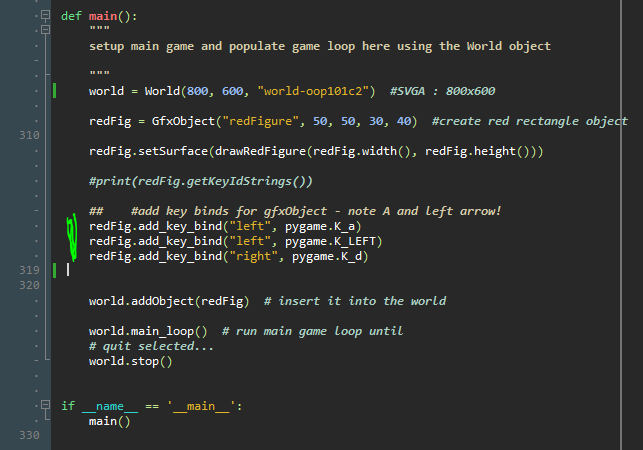 def main():
"""
setup main game and populate game loop here using the World object
"""
world = World(800, 600, "world-oop101c2")  #SVGA : 800x600
redFig = GfxObject("redFigure", 50, 50, 30, 40)  #create red rectangle object
310
redFig.setSurface(drawRedFigure(redFig.width(), redFig.height()))
#print(redFig.getKeyIdStrings())
##    #add key binds for gfxObject - note A and left arrow!
redFig.add_key_bind("left", pygame.K_a)
redFig.add_key_bind("left", pygame.K_LEFT)
redFig.add_key_bind("right", pygame.K_d)
319
320
world.addObject(redFig)  # insert it into the world
world.main_loop()  # run main game loop until
# quit selected...
world.stop()
if __name__ == '__main__':
main()
330